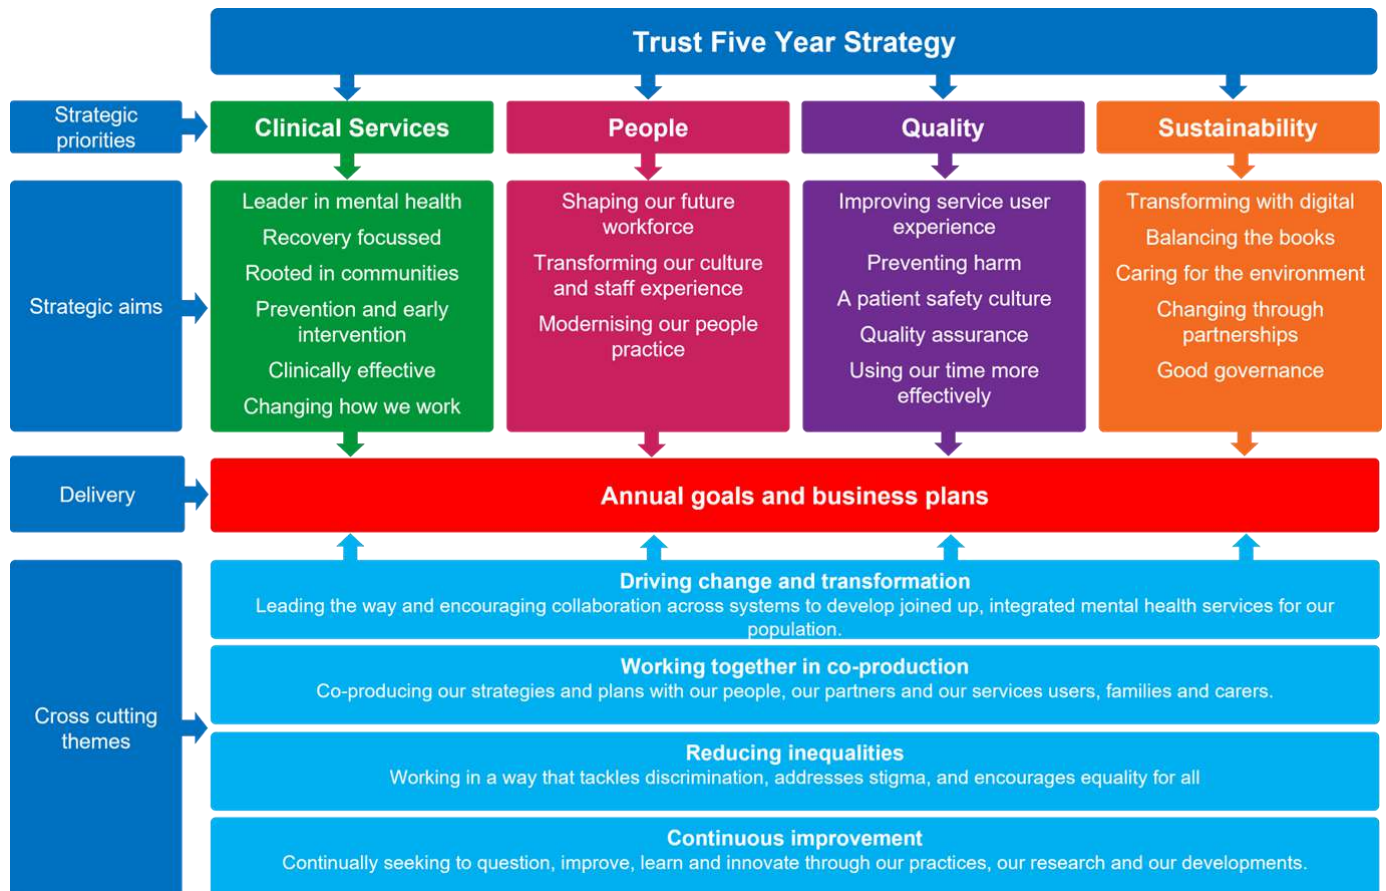 Trust Five Year Strategy
Strategic
priorities
Clinical Services
People
Quality
Sustainability
Strategic aims
Leader in mental health
Recovery focussed
Rooted in communities
Prevention and early
intervention
Clinically effective
Changing how we work
Shaping our future
workforce
Transforming our culture
and staff experience
Modernising our people
practice
Improving service user
experience
Preventing harm
A patient safety culture
Quality assurance
Using our time more
effectively
Transforming with digital
Balancing the books
Caring for the environment
Changing through
partnerships
Good governance
Delivery
Annual goals and business plans
Cross cutting
themes
Driving change and transformation
Leading the way and encouraging collaboration across systems to develop joined up, integrated mental health services for our
population.
Working together in co-production
Co-producing our strategies and plans with our people, our partners and our services users, families and carers.
Reducing inequalities
Working in a way that tackles discrimination, addresses stigma, and encourages equality for all
Continuous improvement
Continually seeking to question, improve, learn and innovate through our practices, our research and our developments.